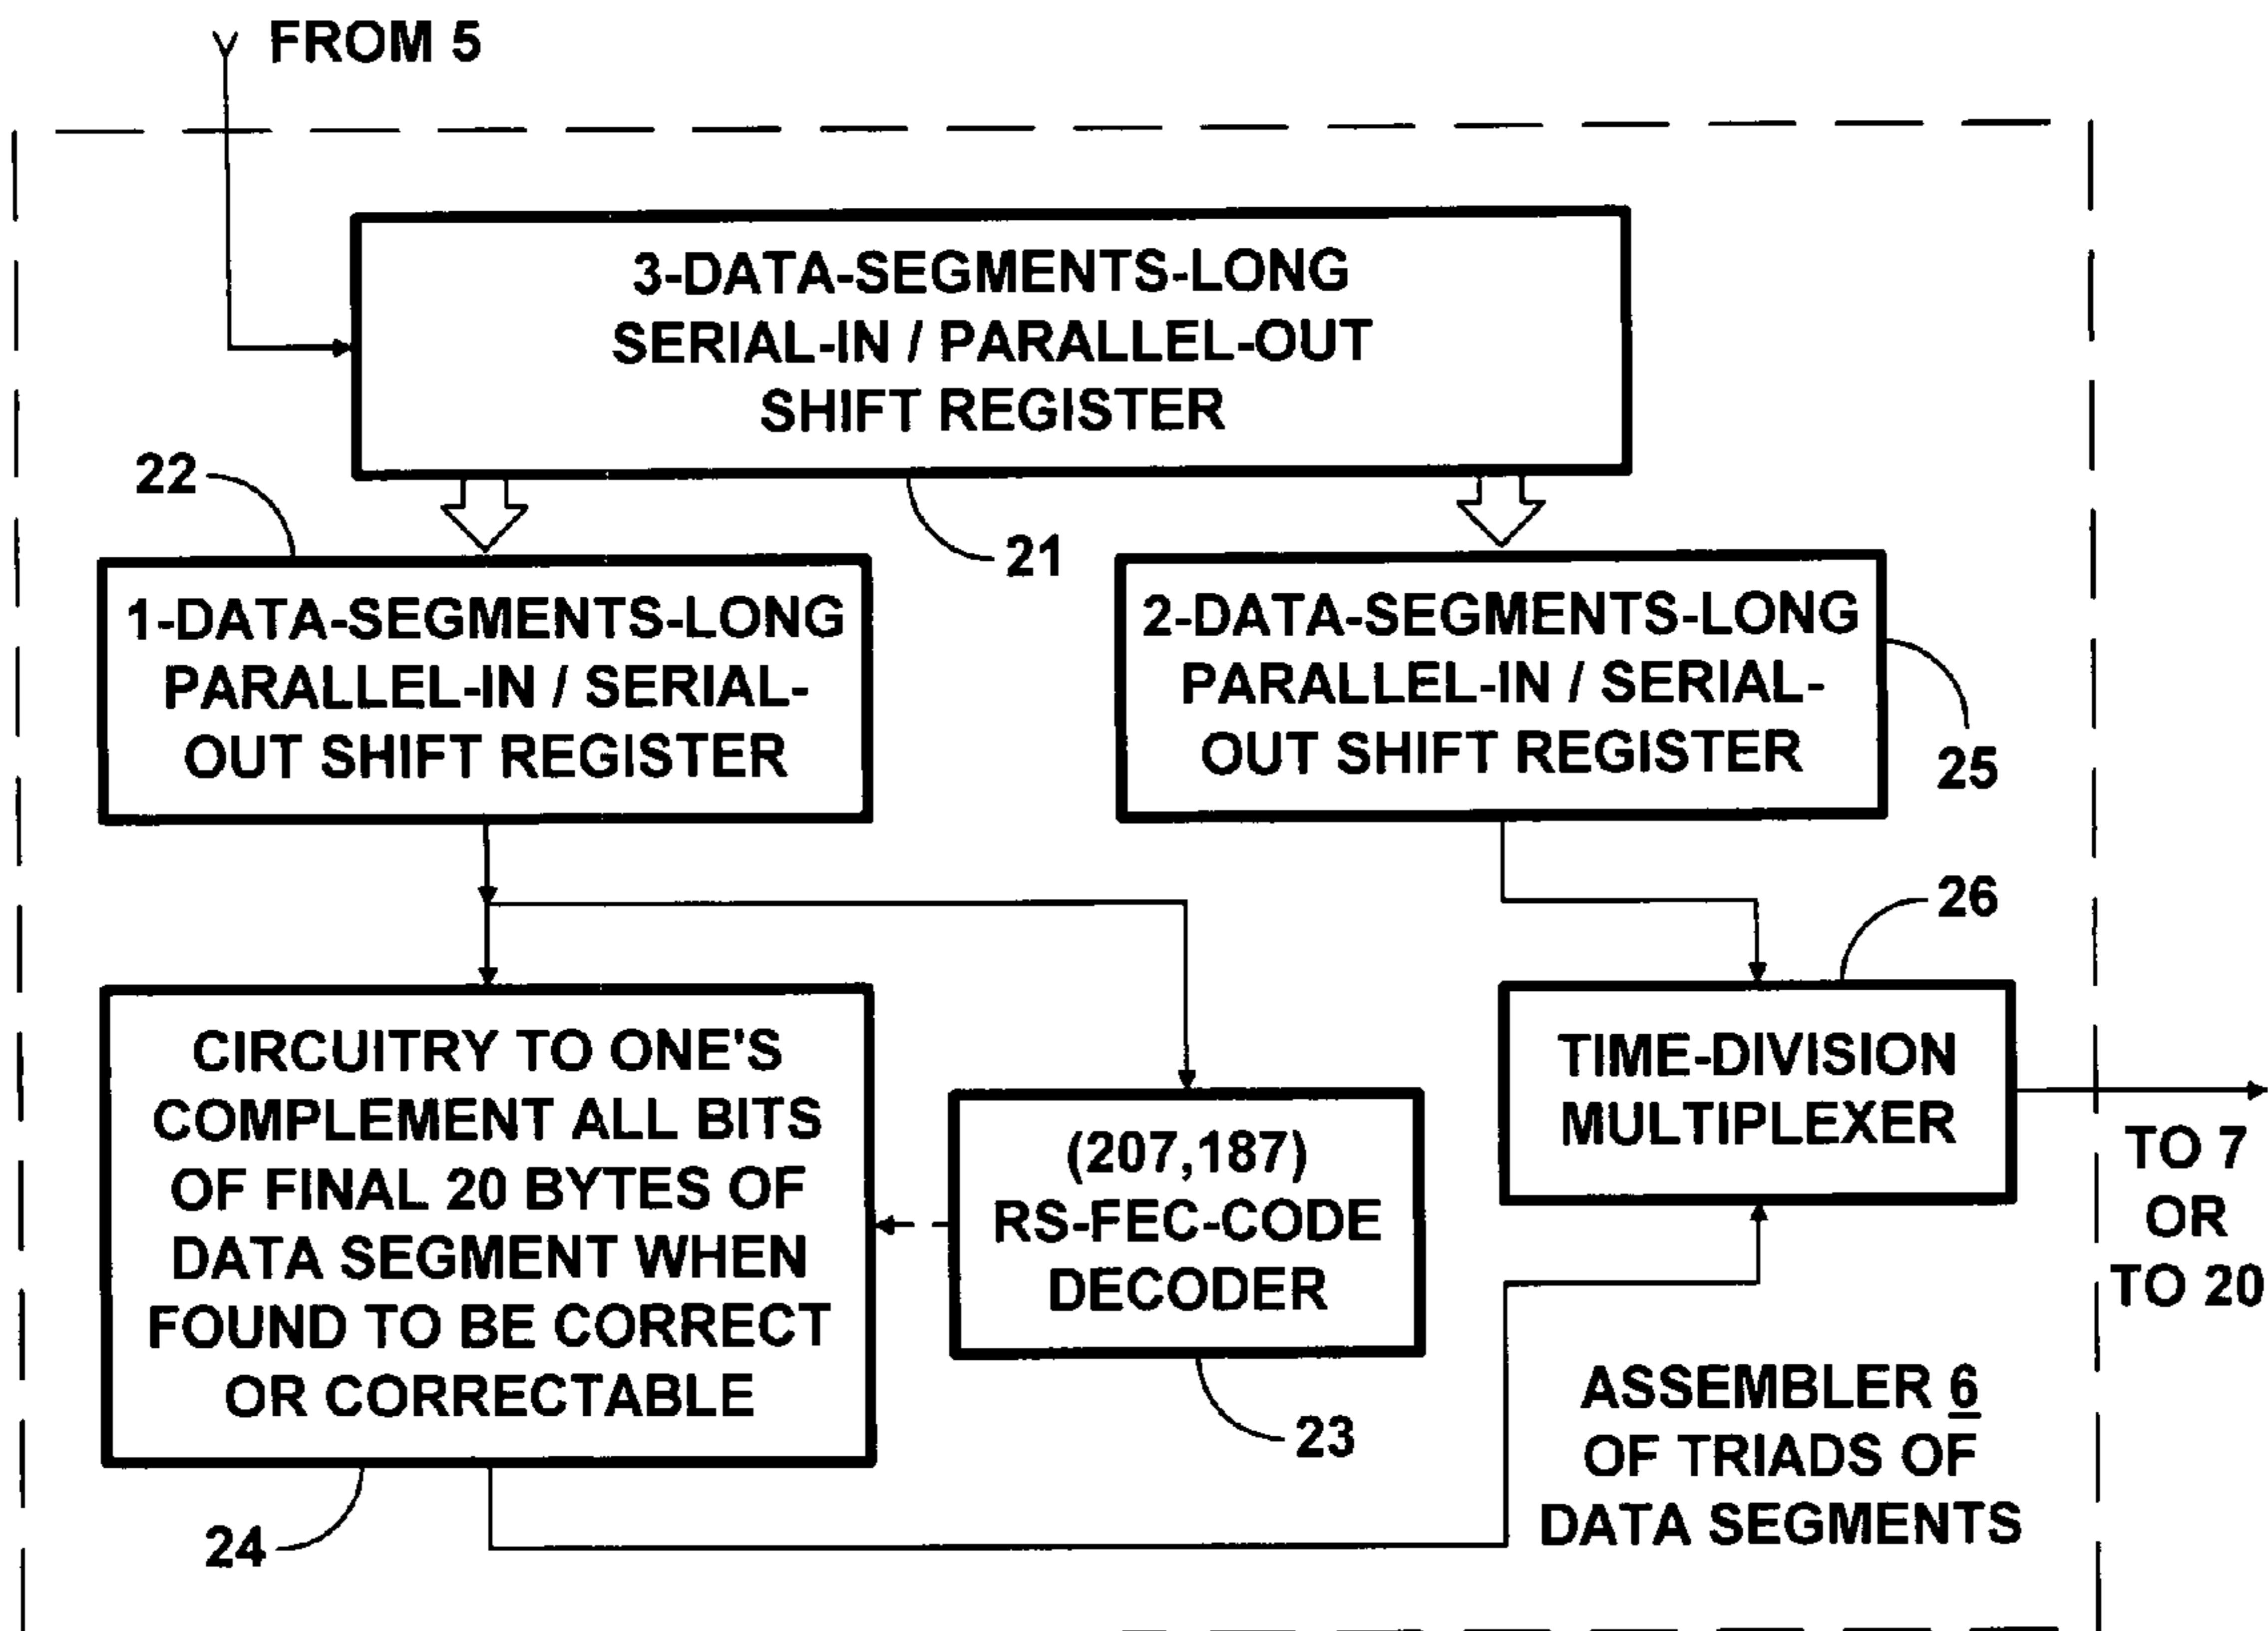 FROM 5
3-DATA-SEGMENTS-LONG
SERIAL-IN / PARALLEL-OUT
SHIFT REGISTER
22
21
1-DATA-SEGMENTS-LONG
PARALLEL-IN / SERIAL-
OUT SHIFT REGISTER
2-DATA-SEGMENTS-LONG
PARALLEL-IN / SERIAL-
OUT SHIFT REGISTER
25
26
CIRCUITRY TO ONE'S
COMPLEMENT ALL BITS
OF FINAL 20 BYTES OF
DATA SEGMENT WHEN
FOUND TO BE CORRECT
OR CORRECTABLE
(207,187)
RS-FEC-CODE
DECODER
TIME-DIVISION
MULTIPLEXER
TO 7
OR
TO 20
23
24
ASSEMBLER 6
OF TRIADS OF
DATA SEGMENTS